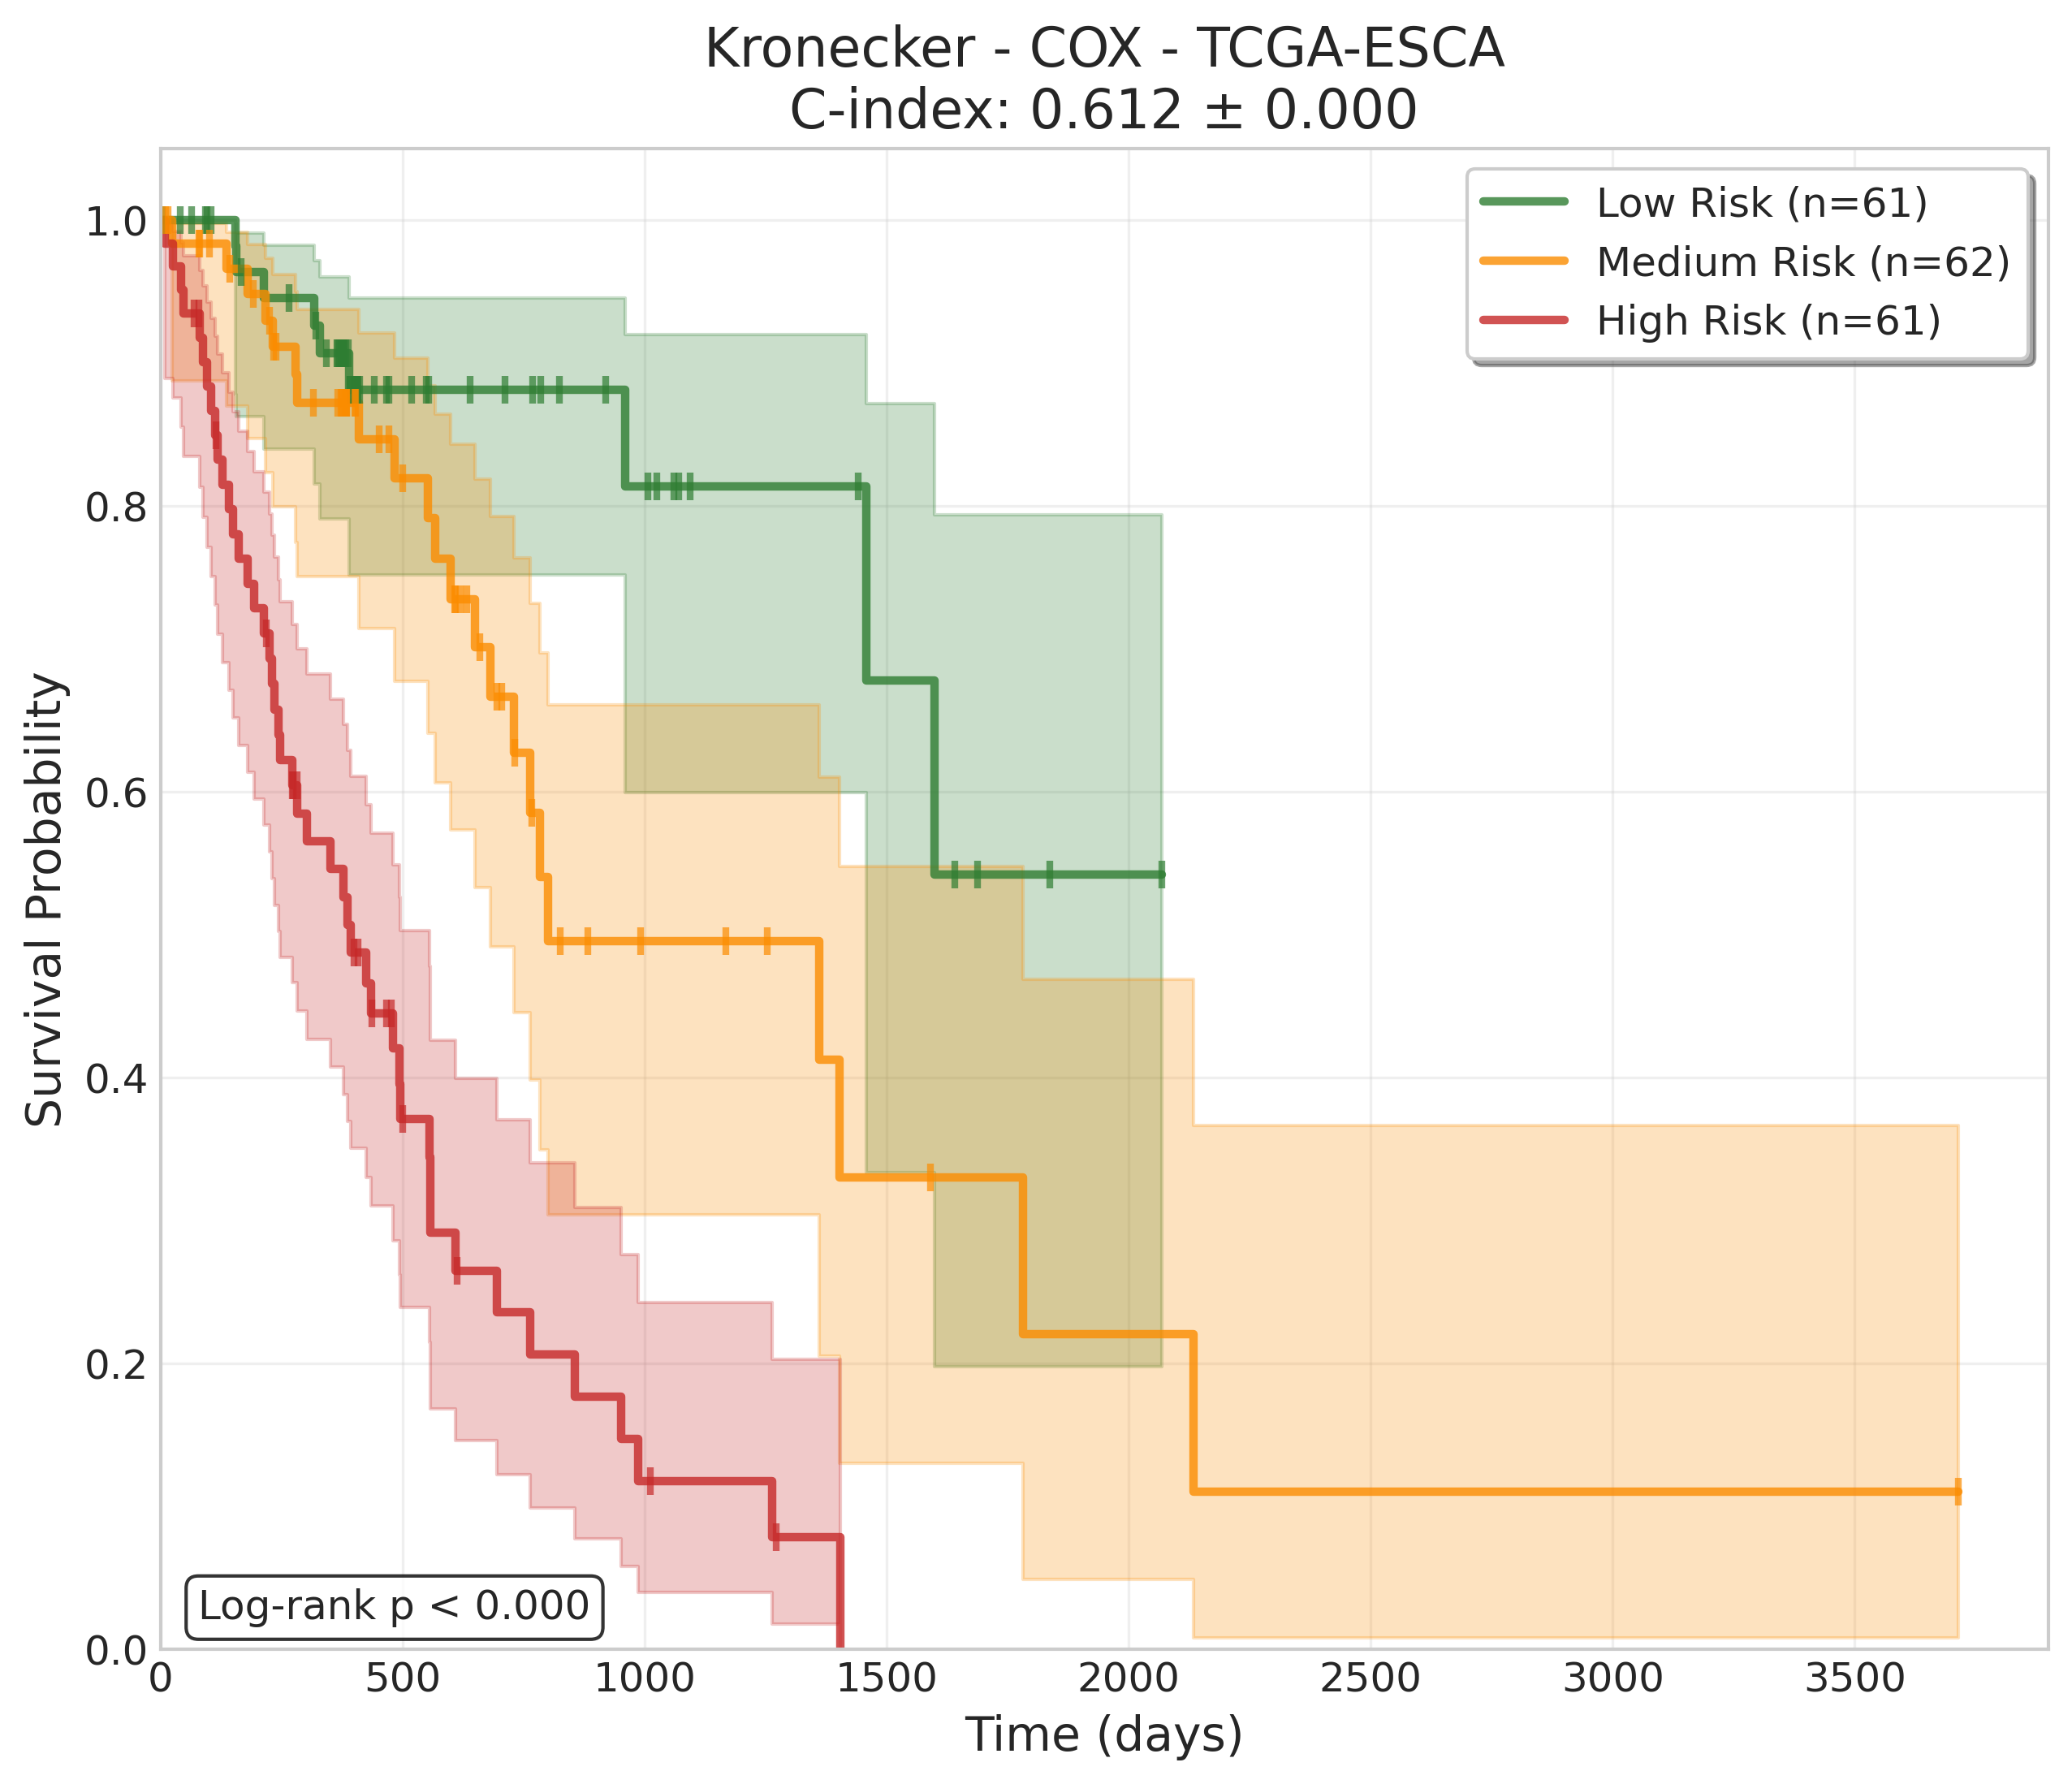 Kronecker - COX - TCGA-ESCA
C-index: 0.612 ± 0.000
Low Risk (n=61)
Medium Risk (n=62)
High Risk (n=61)
Survival Probability
1.0
0.8
0.6
0.4
0.2
0.0
Log-rank p < 0.000
0 500 1000 1500 2000 2500 3000 3500
Time (days)